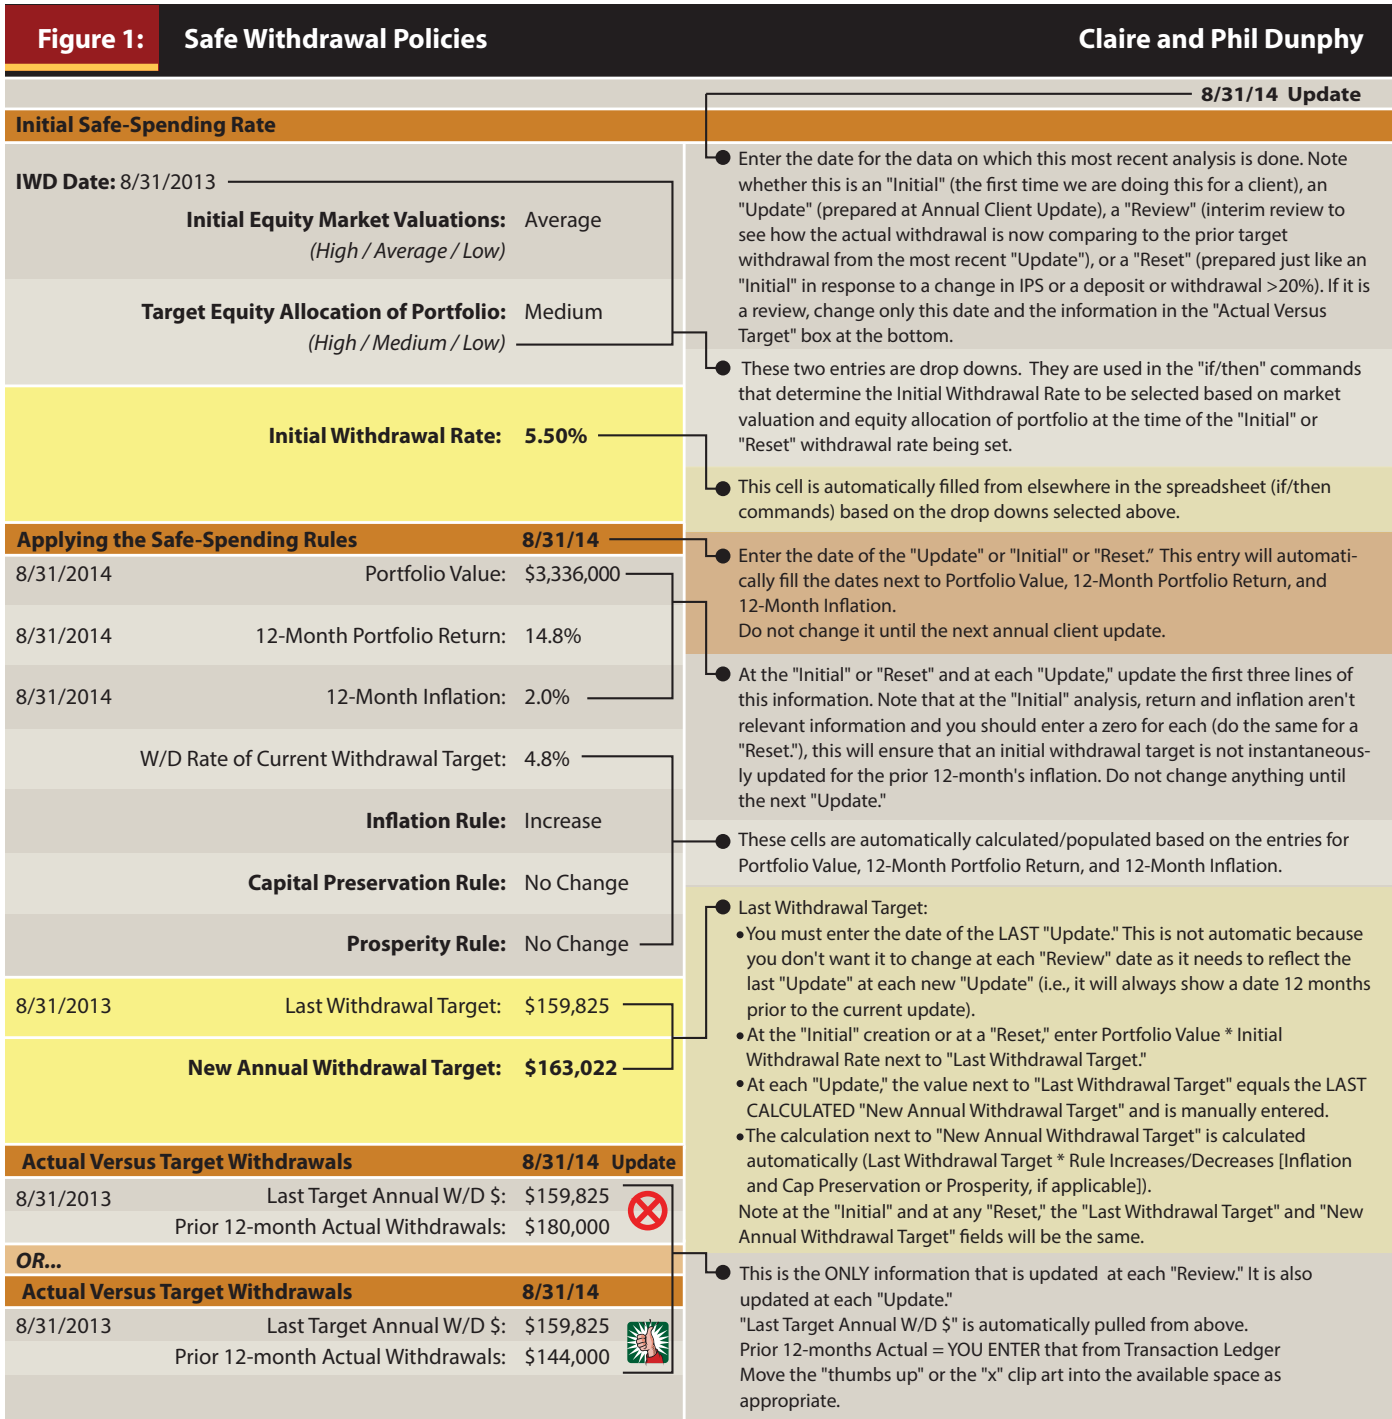 Figure 1: Safe Withdrawal Policies Claire and Phil Dunphy
8/31/14 Update
Initial Safe-Spending Rate
IWD Date: 8/31/2013
Initial Equity Market Valuations: Average
(High / Average / Low)
Target Equity Allocation of Portfolio: Medium
(High / Medium / Low)
Initial Withdrawal Rate: 5.50%
Applying the Safe-Spending Rules 8/31/14
8/31/2014 Portfolio Value: $3,336,000
8/31/2014 12-Month Portfolio Return: 14.8%
8/31/2014 12-Month Inflation: 2.0%
W/D Rate of Current Withdrawal Target: 4.8%
Inflation Rule: Increase
Capital Preservation Rule: No Change
Prosperity Rule: No Change
8/31/2013 Last Withdrawal Target: $159,825
New Annual Withdrawal Target: $163,022
Actual Versus Target Withdrawals 8/31/14 Update
8/31/2013 Last Target Annual W/D $: $159,825
Prior 12-month Actual Withdrawals: $180,000
OR...
Actual Versus Target Withdrawals 8/31/14
8/31/2013 Last Target Annual W/D $: $159,825
Prior 12-month Actual Withdrawals: $144,000
Enter the date for the data on which this most recent analysis is done. Note
whether this is an "Initial" (the first time we are doing this for a client), an
"Update" (prepared at Annual Client Update), a "Review" (interim review to
see how the actual withdrawal is now comparing to the prior target
withdrawal from the most recent "Update"), or a "Reset" (prepared just like an
"Initial" in response to a change in IPS or a deposit or withdrawal >20%). If it is
a review, change only this date and the information in the "Actual Versus
Target" box at the bottom.
These two entries are drop downs. They are used in the "if/then" commands
that determine the Initial Withdrawal Rate to be selected based on market
valuation and equity allocation of portfolio at the time of the "Initial" or
"Reset" withdrawal rate being set.
This cell is automatically filled from elsewhere in the spreadsheet (if/then
commands) based on the drop downs selected above.
Enter the date of the "Update" or "Initial" or "Reset." This entry will automati-
cally fill the dates next to Portfolio Value, 12-Month Portfolio Return, and
12-Month Inflation.
Do not change it until the next annual client update.
At the "Initial" or "Reset" and at each "Update," update the first three lines of
this information. Note that at the "Initial" analysis, return and inflation aren't
relevant information and you should enter a zero for each (do the same for a
"Reset."), this will ensure that an initial withdrawal target is not instantaneous-
ly updated for the prior 12-month's inflation. Do not change anything until
the next "Update."
These cells are automatically calculated/populated based on the entries for
Portfolio Value, 12-Month Portfolio Return, and 12-Month Inflation.
Last Withdrawal Target:
•You must enter the date of the LAST "Update." This is not automatic because
you don't want it to change at each "Review" date as it needs to reflect the
last "Update" at each new "Update" (i.e., it will always show a date 12 months
prior to the current update).
•At the "Initial" creation or at a "Reset," enter Portfolio Value * Initial
Withdrawal Rate next to "Last Withdrawal Target."
•At each "Update," the value next to "Last Withdrawal Target" equals the LAST
CALCULATED "New Annual Withdrawal Target" and is manually entered.
•The calculation next to "New Annual Withdrawal Target" is calculated
automatically (Last Withdrawal Target * Rule Increases/Decreases [Inflation
and Cap Preservation or Prosperity, if applicable]).
Note at the "Initial" and at any "Reset," the "Last Withdrawal Target" and "New
Annual Withdrawal Target" fields will be the same.
This is the ONLY information that is updated at each "Review." It is also
updated at each "Update."
"Last Target Annual W/D $" is automatically pulled from above.
Prior 12-months Actual = YOU ENTER that from Transaction Ledger
Move the "thumbs up" or the "x" clip art into the available space as
appropriate.